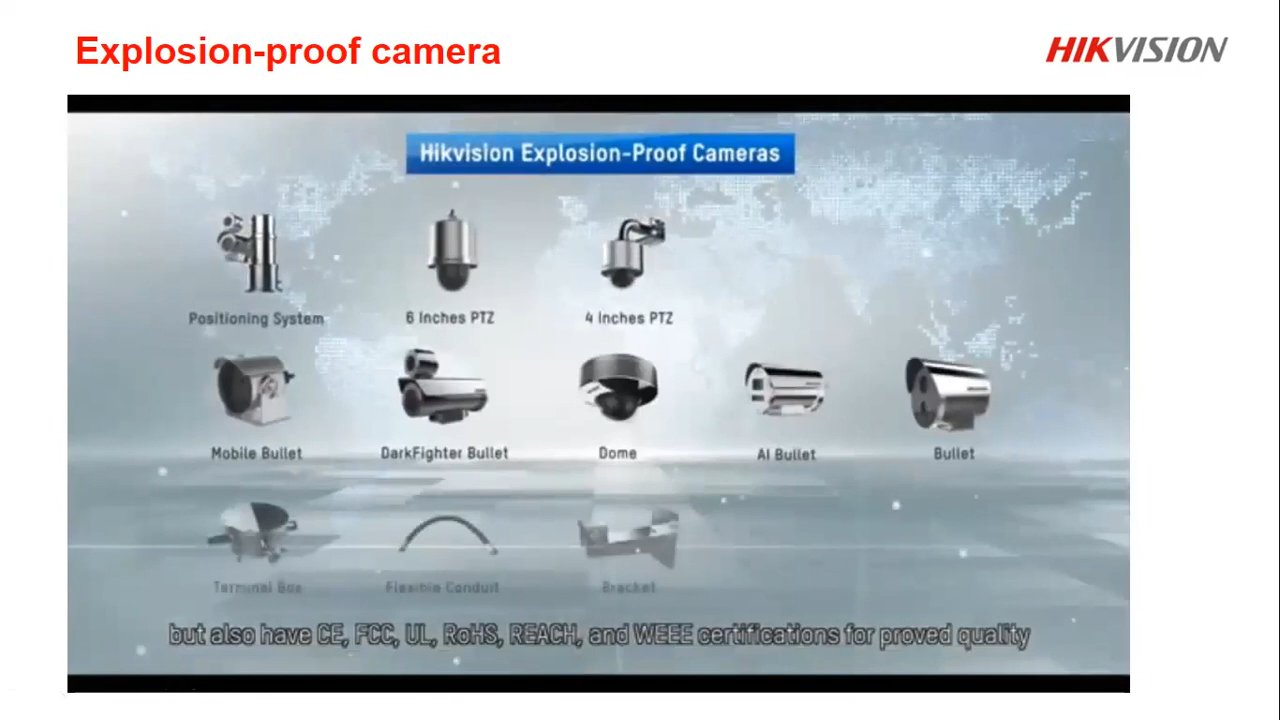 Explosion-proof camera
HIKVISION
Hikvision Explosion-Proof Cameras
Positioning System
6 Inches PTZ
4 Inches PTZ
Mobile Bullet
DarkFighter Bullet
Dome
AI Bullet
Bullet
Terminal Box
Flexible Conduit
Bracket
but also have CE, FCC, UL, RoHS, REACH, and WEEE certifications for proved quality